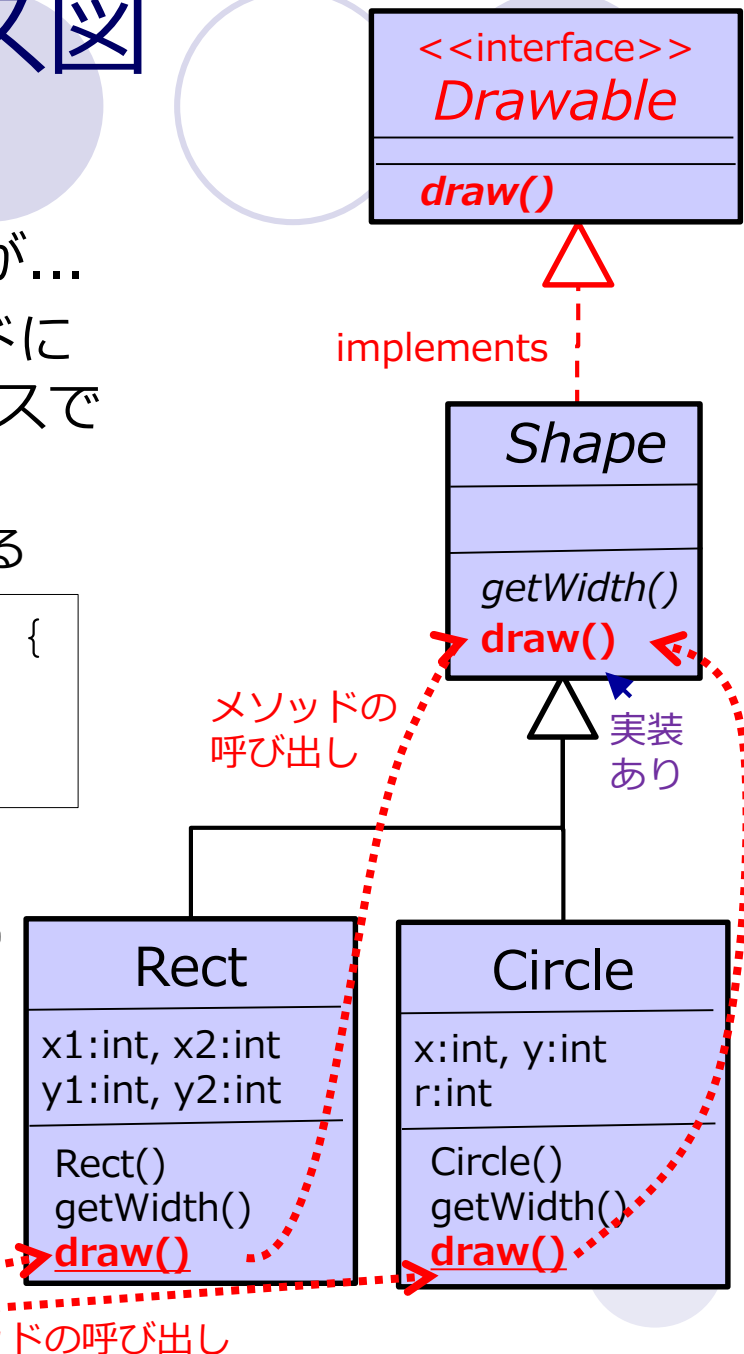 ス図
<<interface>>
Drawable
draw()
が...
ドに
スで
implements
Shape
getWidth()
draw()
る
{
メソッドの
呼び出し
実装
あり
Rect
x1:int, x2:int
y1:int, y2:int
Rect()
getWidth()
draw()
Circle
x:int, y:int
r:int
Circle()
getWidth()
draw()
ドの呼び出し